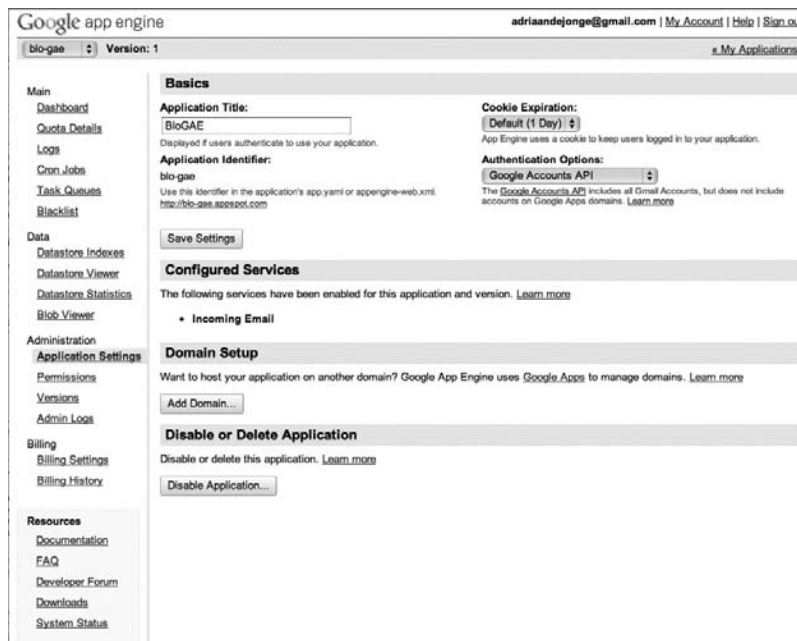 Google app engine
adriaandejonge@gmail.com | My Account | Help | Sign ou
blo-gae Version: 1
« My Applications
Main
Dashboard
Quota Details
Logs
Cron Jobs
Task Queues
Blacklist
Data
Datastore Indexes
Datastore Viewer
Datastore Statistics
Blob Viewer
Administration
Application Settings
Permissions
Versions
Admin Logs
Billing
Billing Settings
Billing History
Resources
Documentation
FAQ
Developer Forum
Downloads
System Status
Basics
Application Title:
BloGAE
Displayed if users authenticate to use your application.
Application Identifier:
blo-gae
Use this identifier in the application's app.yaml or appengine-web.xml.
http://blo-gae.appspot.com
Cookie Expiration:
Default (1 Day)
App Engine uses a cookie to keep users logged in to your application.
Authentication Options:
Google Accounts API
The Google Accounts API includes all Gmail Accounts, but does not include
accounts on Google Apps domains. Learn more
Save Settings
Configured Services
The following services have been enabled for this application and version. Learn more
• Incoming Email
Domain Setup
Want to host your application on another domain? Google App Engine uses Google Apps to manage domains. Learn more
Add Domain...
Disable or Delete Application
Disable or delete this application. Learn more
Disable Application...